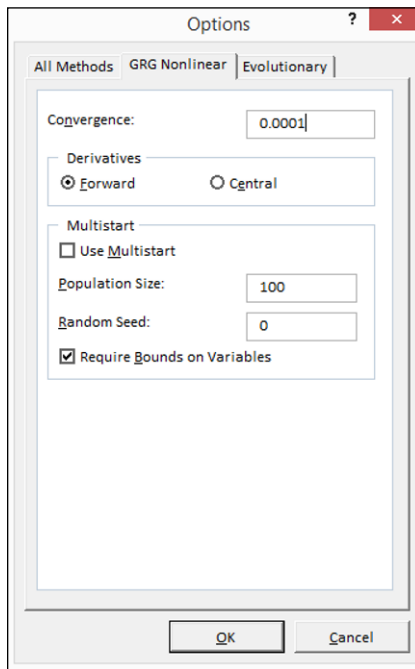 Options
?
All Methods GRG Nonlinear Evolutionary
Convergence: 0.0001
Derivatives
Forward Central
Multistart
Use Multistart
Population Size: 100
Random Seed: 0
Require Bounds on Variables
OK Cancel